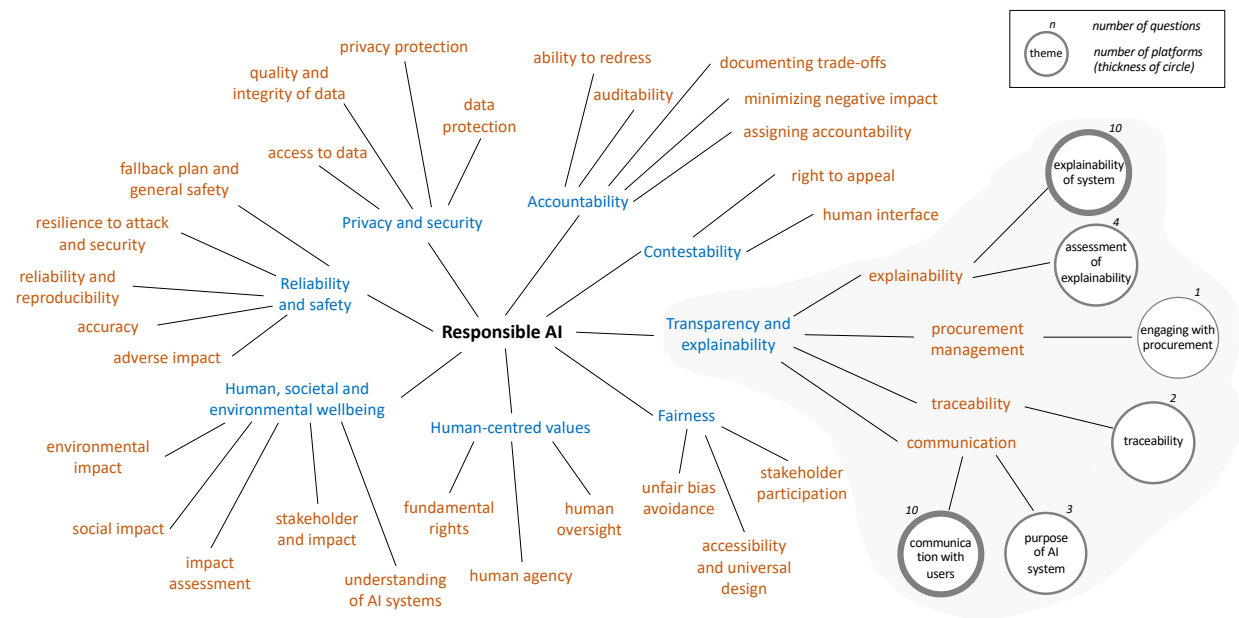 n
number of questions
theme
number of platforms
(thickness of circle)
privacy protection
quality and
integrity of data
data
protection
access to data
Privacy and security
ability to redress
auditability
documenting trade-offs
minimizing negative impact
assigning accountability
Accountability
right to appeal
human interface
Contestability
fallback plan and
general safety
resilience to attack
and security
reliability and
reproducibility
accuracy
adverse impact
Reliability
and safety
Responsible AI
Transparency and
explainability
explainability
10
explainability
of system
4
assessment
of
explainability
procurement
management
1
engaging with
procurement
traceability
2
traceability
communication
10
communica
tion with
users
3
purpose
of AI
system
Human, societal and
environmental wellbeing
environmental
impact
social impact
impact
assessment
stakeholder
and impact
understanding
of AI systems
Human-centred values
fundamental
rights
human agency
human
oversight
Fairness
unfair bias
avoidance
accessibility
and universal
design
stakeholder
participation